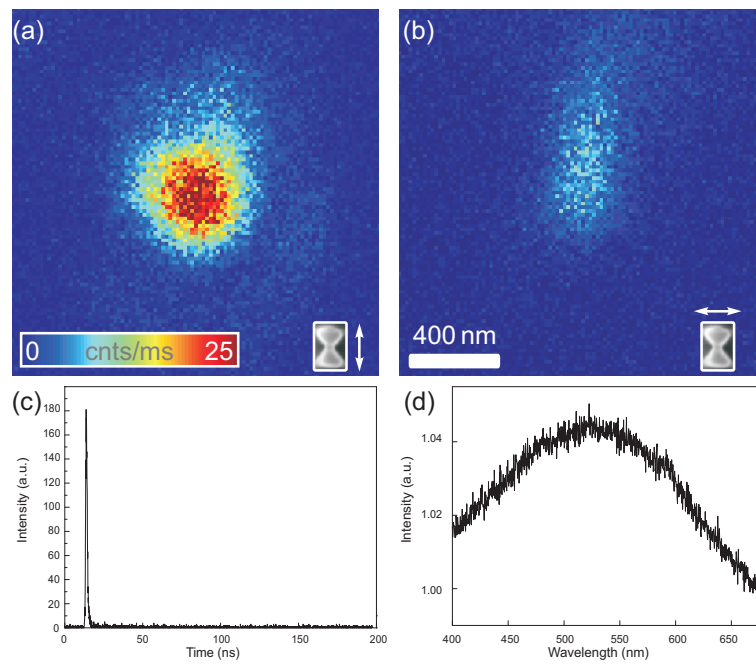 (a)
(b)
0 cnts/ms 25
400 nm
(c)
(d)
180
160
140
120
100
80
60
40
20
0
Intensity (a.u.)
0 50 100 150 200
Time (ns)
1.04
1.02
1.00
Intensity (a.u.)
400 450 500 550 600 650
Wavelength (nm)